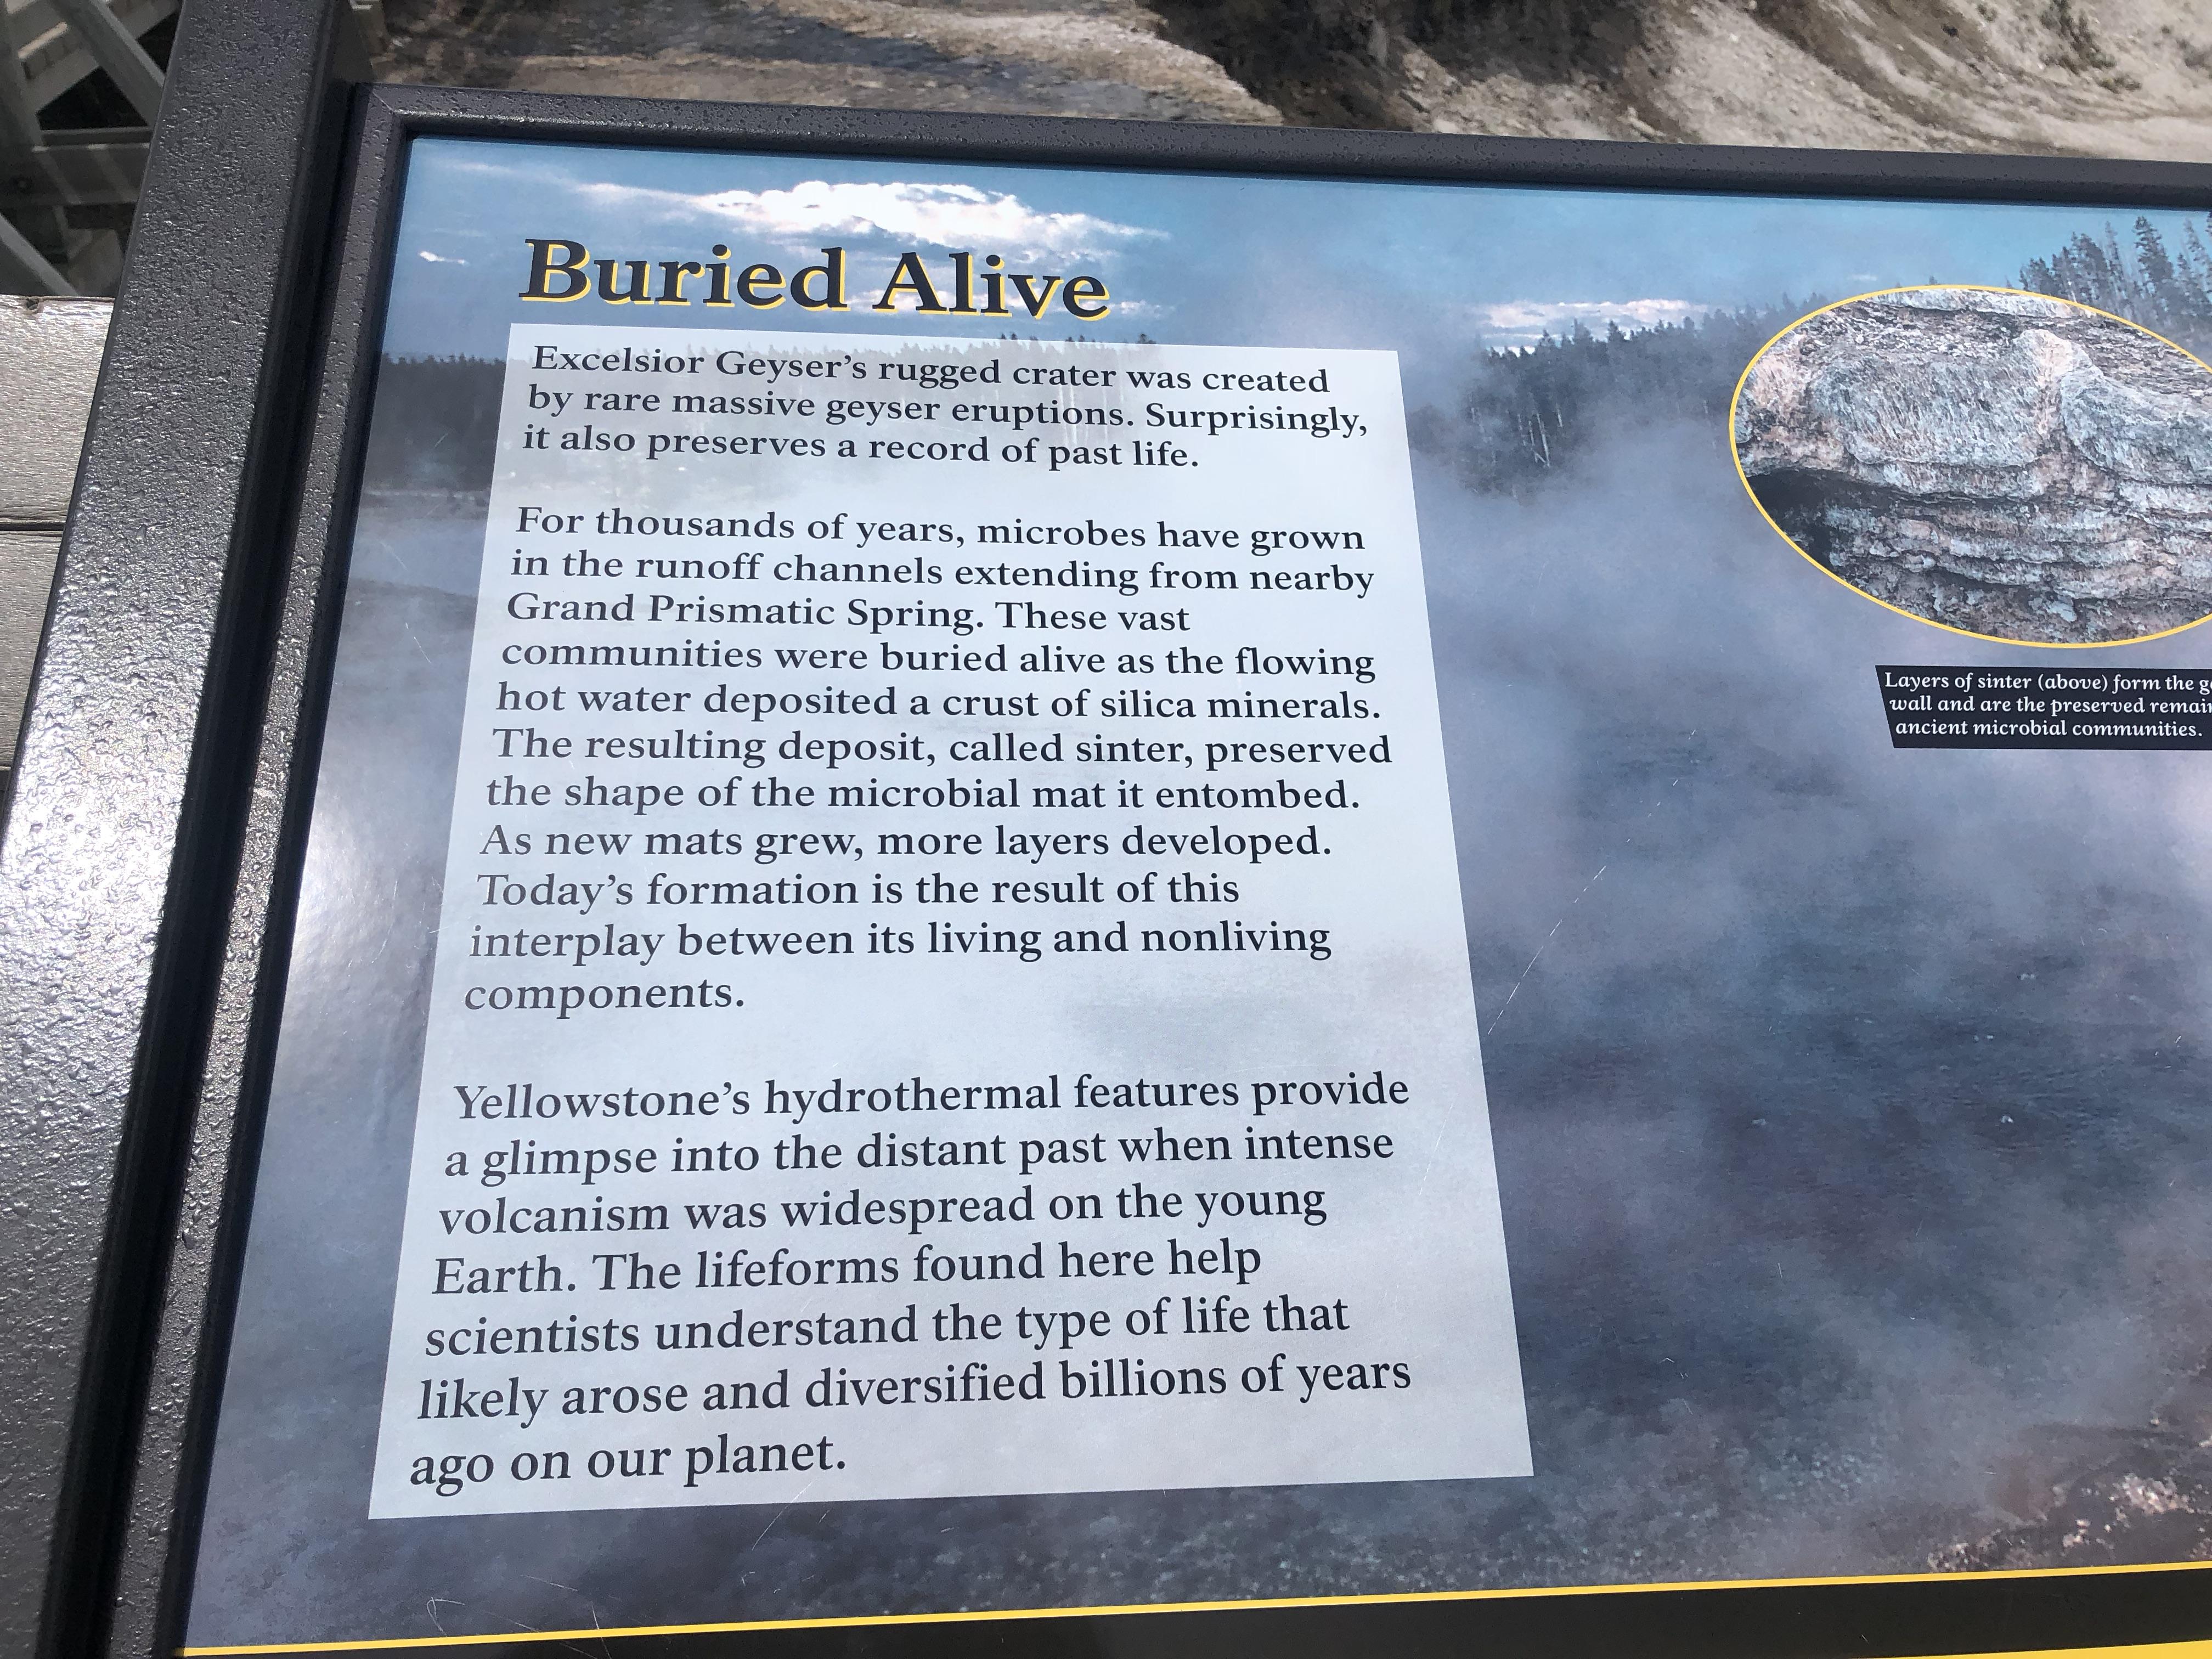 Buried Alive
Excelsior Geyser's rugged crater was created
by rare massive geyser eruptions. Surprisingly,
it also preserves a record of past life.
For thousands of years, microbes have grown
in the runoff channels extending from nearby
Grand Prismatic Spring. These vast
communities were buried alive as the flowing
hot water deposited a crust of silica minerals.
The resulting deposit, called sinter, preserved
the shape of the microbial mat it entombed.
As new mats grew, more layers developed.
Today's formation is the result of this
interplay between its living and nonliving
components.
Yellowstone's hydrothermal features provide
a glimpse into the distant past when intense
volcanism was widespread on the young
Earth. The lifeforms found here help
scientists understand the type of life that
likely arose and diversified billions of years
ago on our planet.
Layers of sinter (above) form the
wall and are the preserved
ancient microbial communities.